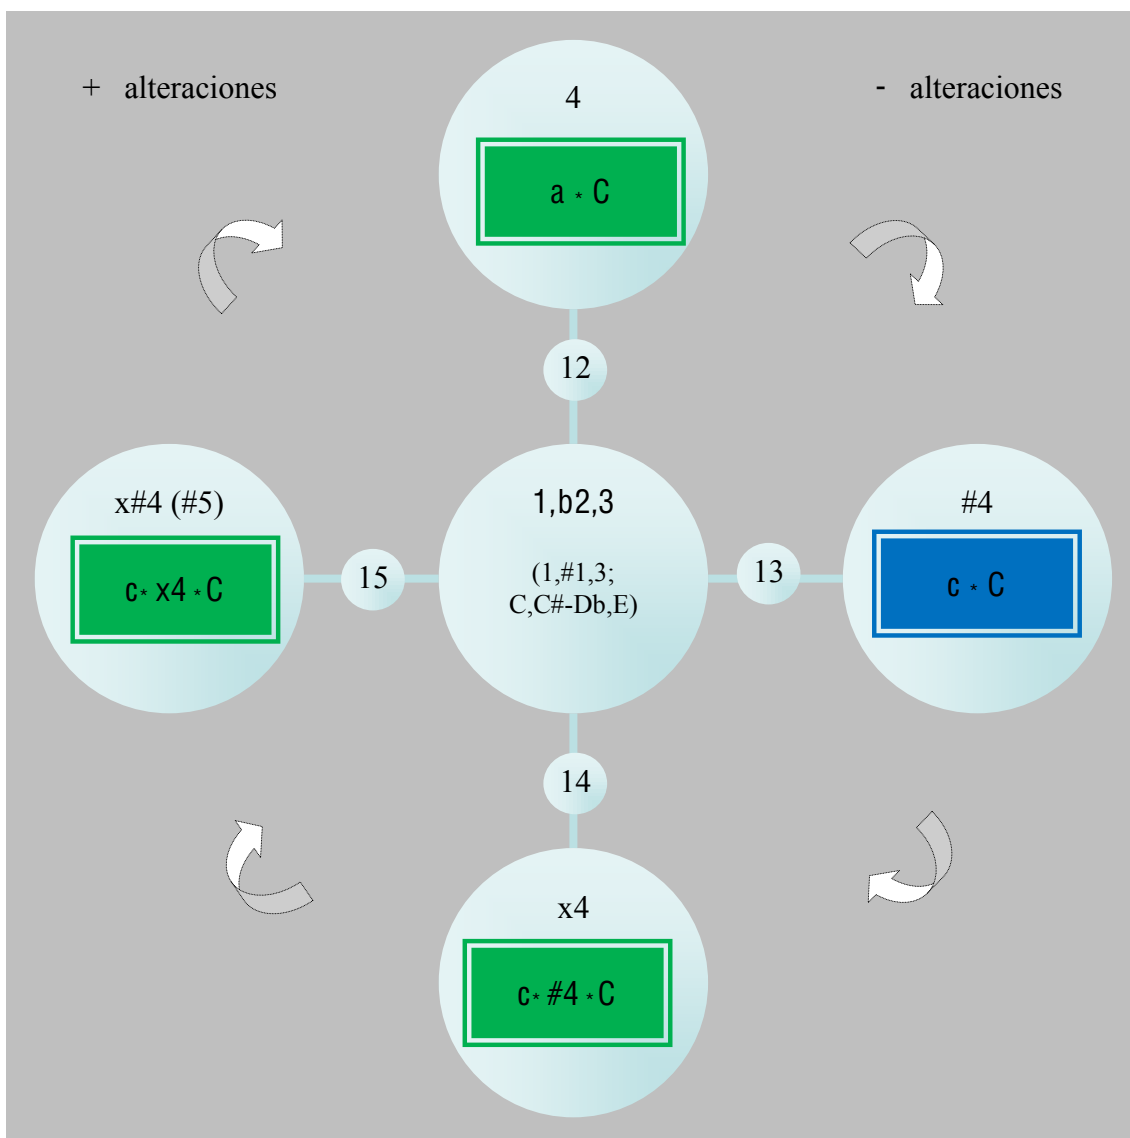 + alteraciones
- alteraciones
4
a * C
12
x#4 (#5)
c* x4 *C
15
1,b2,3
(1,#1,3;
C,C#-Db,E)
13
#4
c * C
14
x4
c* #4 *C